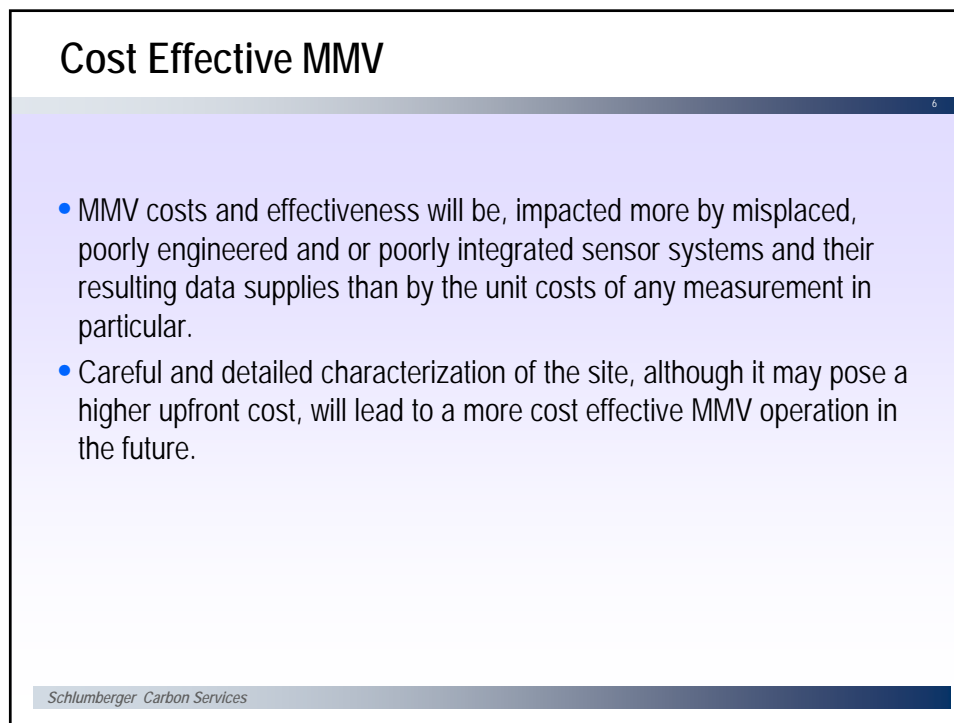 Cost Effective MMV
6
• MMV costs and effectiveness will be, impacted more by misplaced,
poorly engineered and or poorly integrated sensor systems and their
resulting data supplies than by the unit costs of any measurement in
particular.
• Careful and detailed characterization of the site, although it may pose a
higher upfront cost, will lead to a more cost effective MMV operation in
the future.
Schlumberger Carbon Services